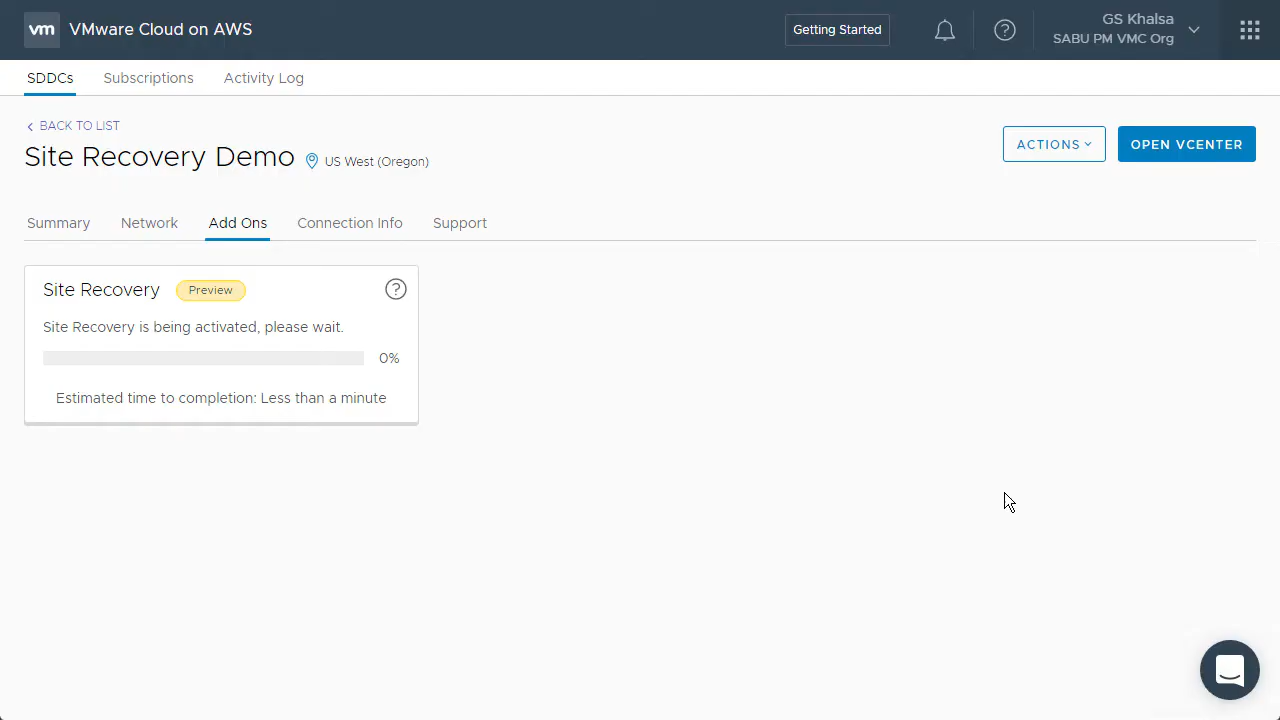 vm VMware Cloud on AWS
Getting Started
GS Khalsa
SABU PM VMC Org
SDDCs Subscriptions Activity Log
BACK TO LIST
Site Recovery Demo US West (Oregon)
ACTIONS
OPEN VCENTER
Summary Network Add Ons Connection Info Support
Site Recovery Preview ?
Site Recovery is being activated, please wait.
0%
Estimated time to completion: Less than a minute